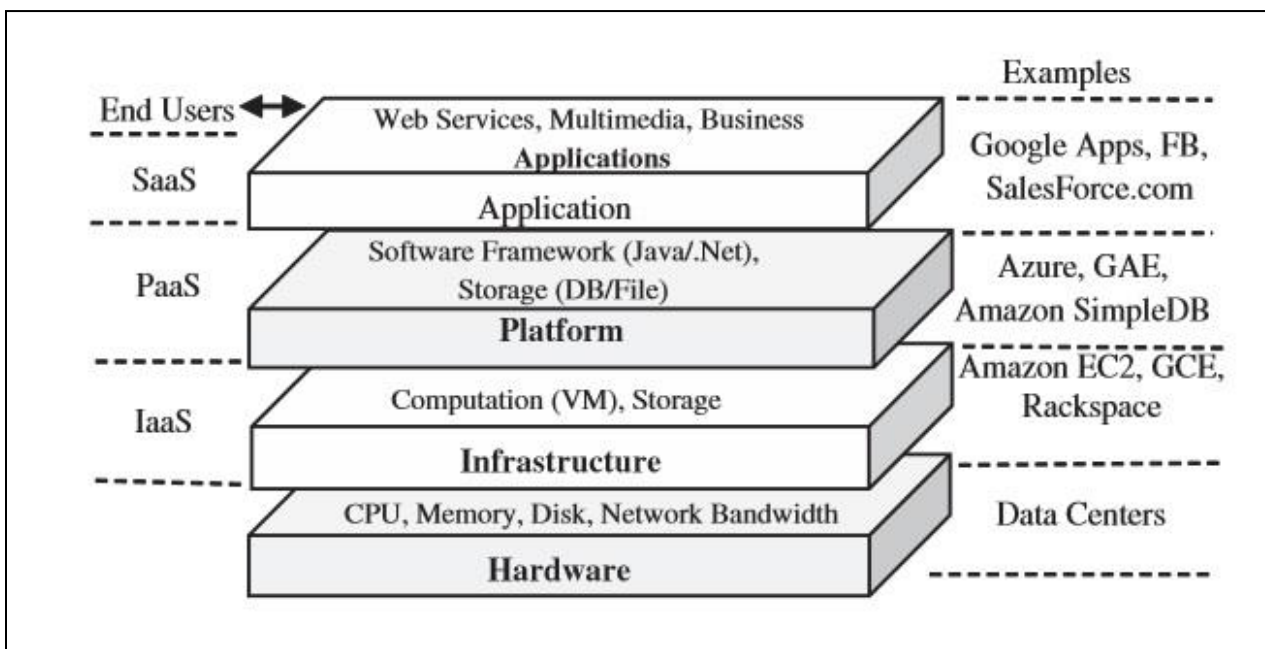 Examples
End Users
Web Services, Multimedia, Business
Applications
Google Apps, FB,
SalesForce.com
SaaS
Application
Software Framework (Java/.Net),
Storage (DB/File)
PaaS
Azure, GAE,
Amazon SimpleDB
Platform
Amazon EC2, GCE,
Rackspace
Computation (VM), Storage
IaaS
Infrastructure
CPU, Memory, Disk, Network Bandwidth
Data Centers
Hardware